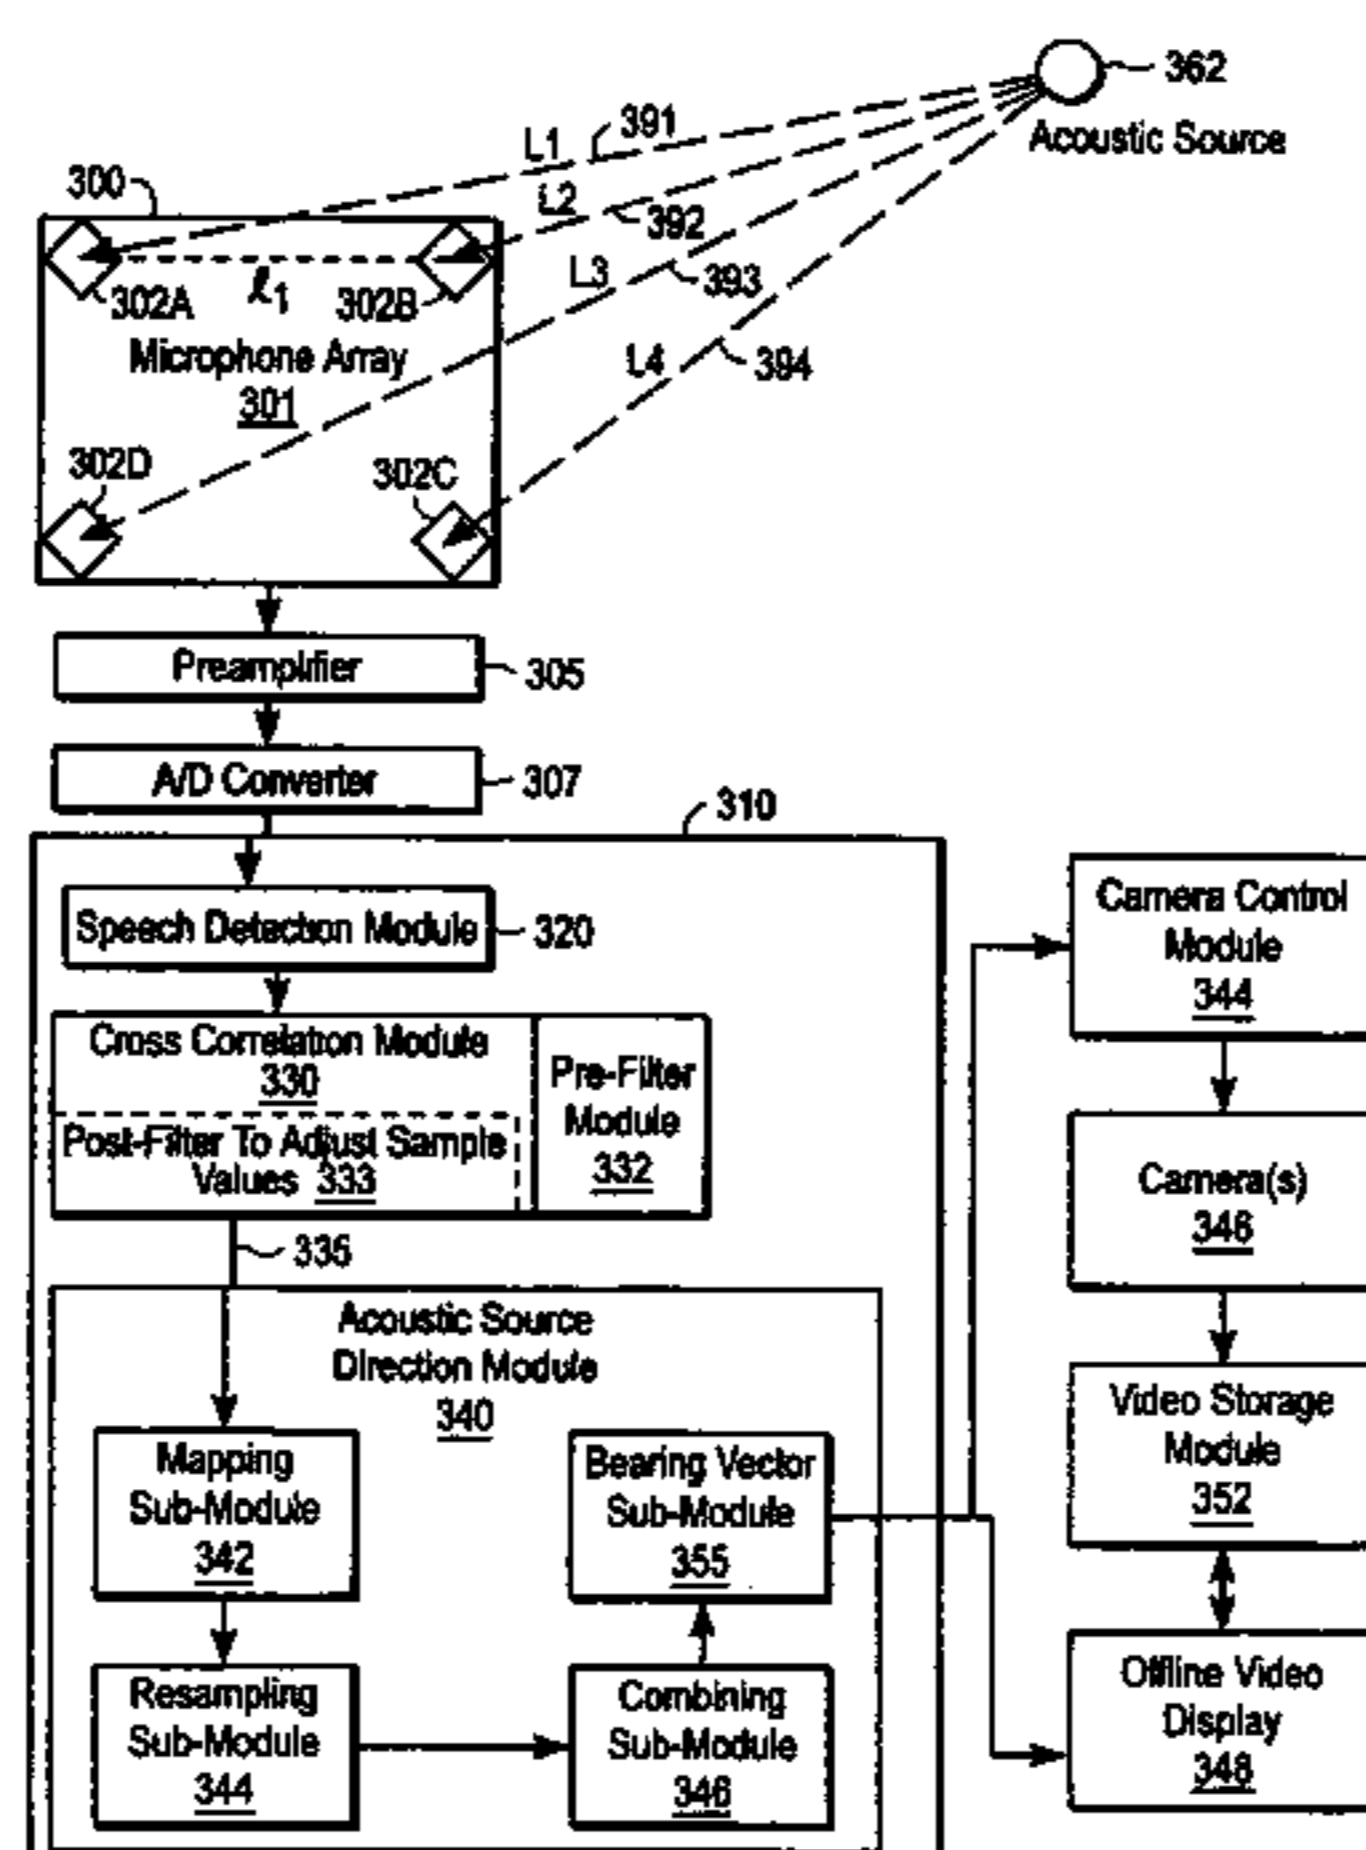 362
Acoustic Source
L1
391
300
L2
392
L3
393
302A
ℓ1
302B
Microphone Array
301
L4
394
302D
302C
Preamplifier
305
A/D Converter
307
310
Speech Detection Module
320
Cross Correlation Module
330
Pre-Filter
Module
332
Post-Filter To Adjust Sample
Values 333
335
Acoustic Source
Direction Module
340
Mapping
Sub-Module
342
Bearing Vector
Sub-Module
355
Resampling
Sub-Module
344
Combining
Sub-Module
346
Camera Control
Module
344
Camera(s)
346
Video Storage
Module
352
Offline Video
Display
348